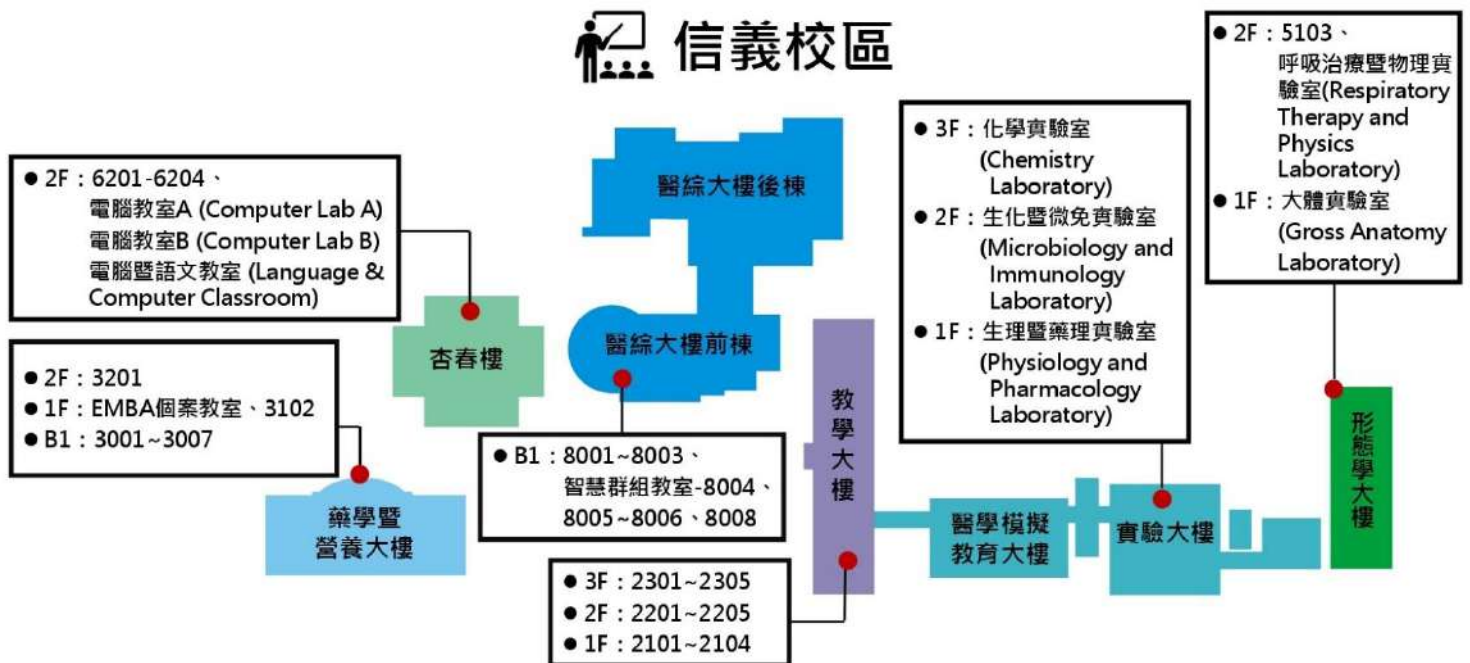 信義校區
● 2F：6201-6204、
電腦教室A (Computer Lab A)
電腦教室B (Computer Lab B)
電腦暨語文教室 (Language &
Computer Classroom)
● 2F：3201
● 1F：EMBA個案教室、3102
● B1：3001~3007
杏春樓
藥學暨
營養大樓
醫綜大樓後棟
醫綜大樓前棟
● B1：8001~8003、
智慧群組教室-8004、
8005~8006、8008
教學大樓
● 3F：2301~2305
● 2F：2201~2205
● 1F：2101~2104
● 3F：化學實驗室
(Chemistry
Laboratory)
● 2F：生化暨微免實驗室
(Microbiology and
Immunology
Laboratory)
● 1F：生理暨藥理實驗室
(Physiology and
Pharmacology
Laboratory)
醫學模擬
教育大樓
實驗大樓
● 2F：5103、
呼吸治療暨物理實
驗室(Respiratory
Therapy and
Physics
Laboratory)
● 1F：大體實驗室
(Gross Anatomy
Laboratory)
形態學大樓